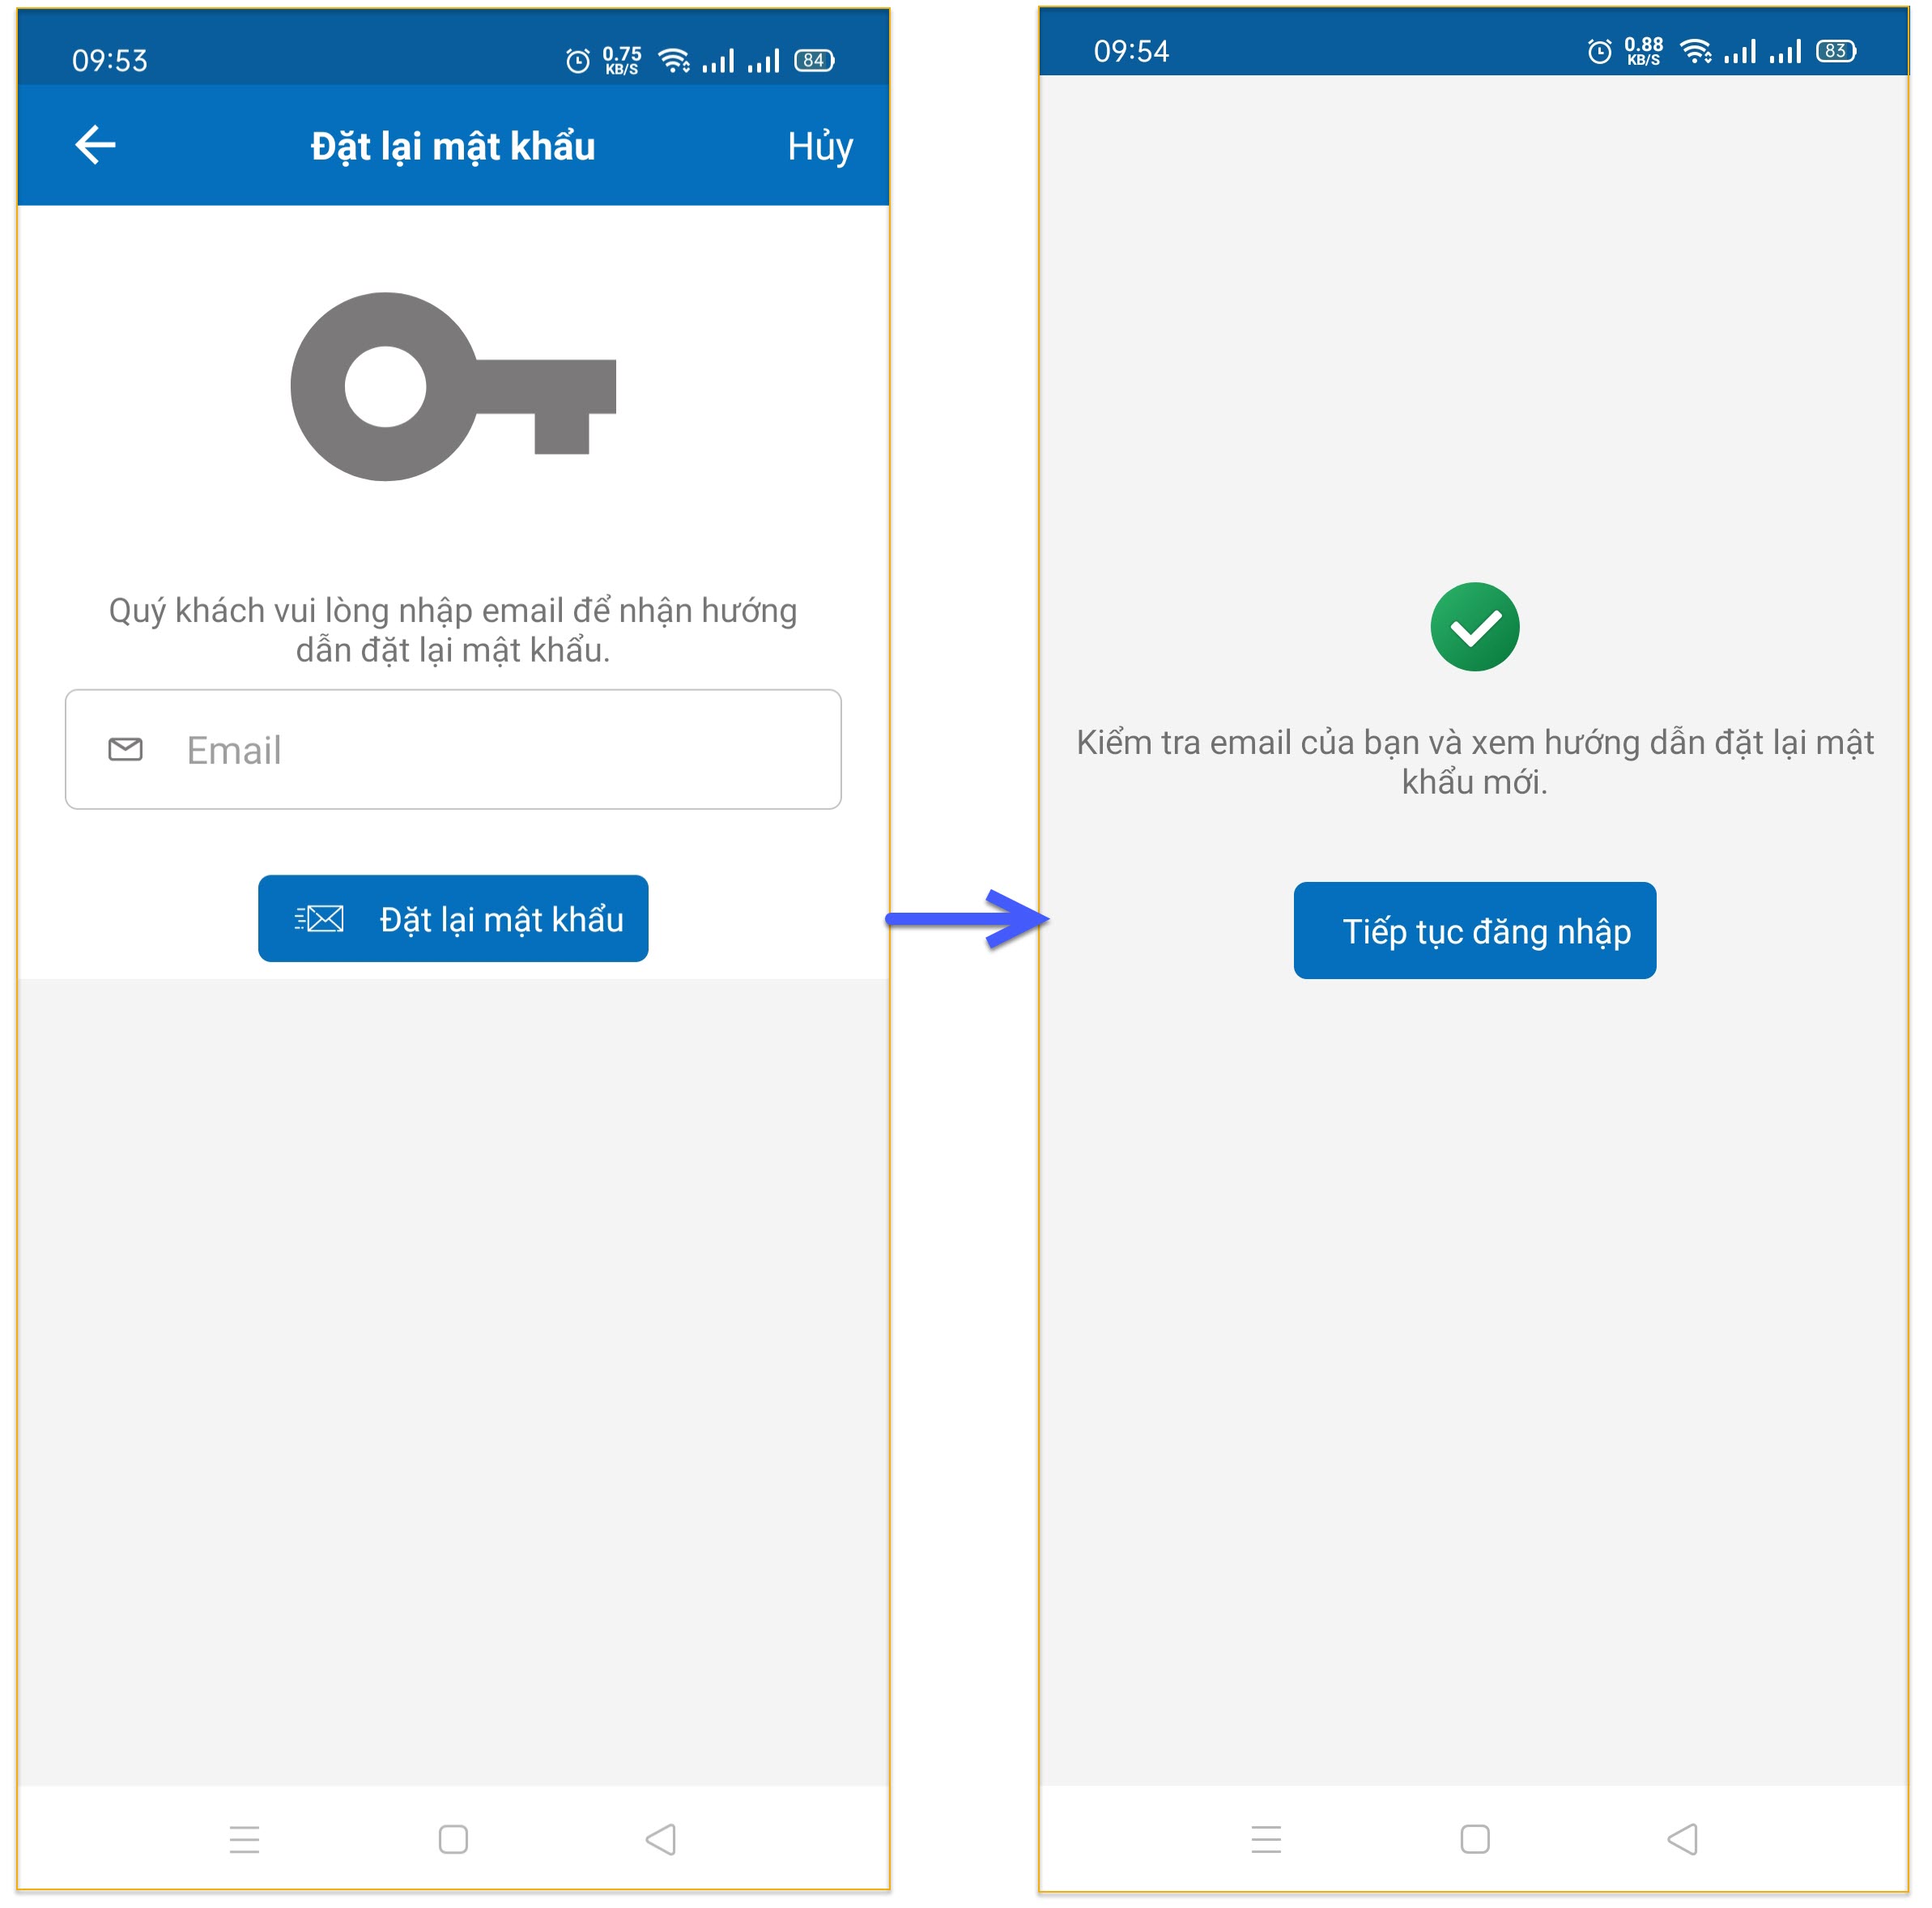 09:53
0.75
KB/S
84
Đặt lại mật khẩu
Hủy
Quý khách vui lòng nhập email để nhận hướng
dẫn đặt lại mật khẩu.
Email
Đặt lại mật khẩu
09:54
0.88
KB/S
83
Kiểm tra email của bạn và xem hướng dẫn đặt lại mật
khẩu mới.
Tiếp tục đăng nhập